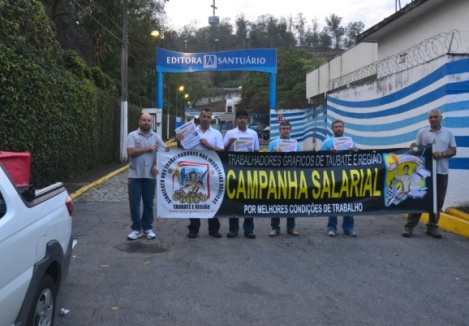 EDITORA SANTUÁRIO
TRABALHADORES GRÁFICOS DE TAUBATÉ E REGIÃO
CAMPANHA SALARIAL
POR MELHORES CONDIÇÕES DE TRABALHO
TAUBATÉ E REGIÃO